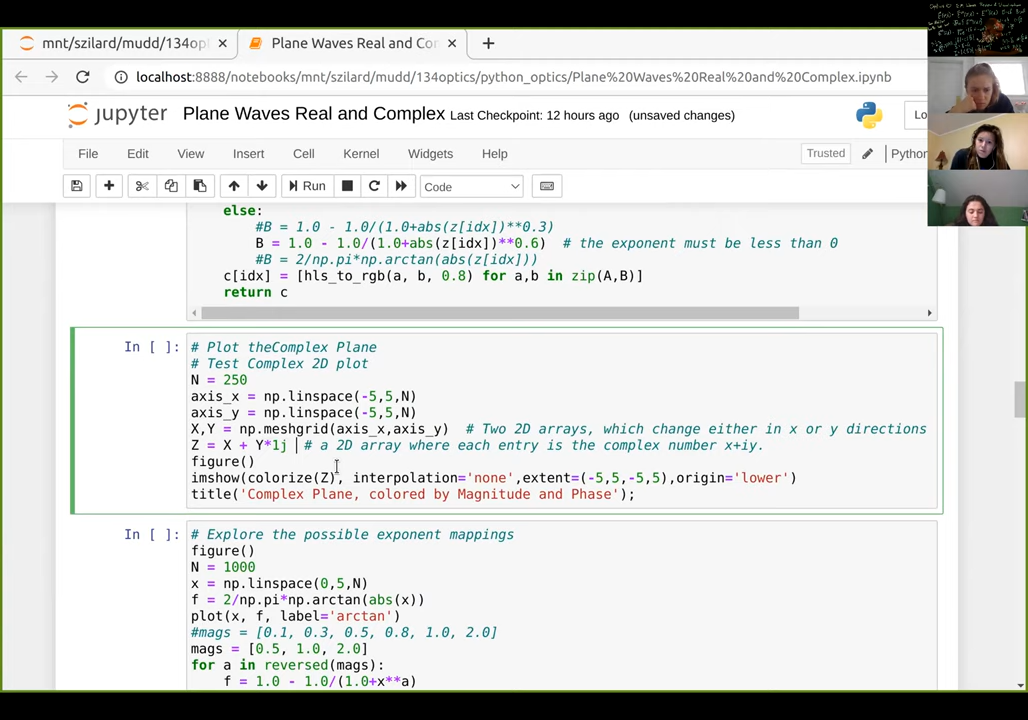 mnt/szilard/mudd/134op
Plane Waves Real and Cor
localhost:8888/notebooks/mnt/szilard/mudd/134optics/python_optics/Plane%20Waves%20Real%20and%20Complex.ipynb
jupyter Plane Waves Real and Complex Last Checkpoint: 12 hours ago (unsaved changes)
Lo
File Edit View Insert Cell Kernel Widgets Help
Trusted Python
Run Code
else:
#B = 1.0 - 1.0/(1.0+abs(z[idx])**0.3)
B = 1.0 - 1.0/(1.0+abs(z[idx])**0.6) # the exponent must be less than 0
#B = 2/np.pi*np.arctan(abs(z[idx]))
c[idx] = [hls_to_rgb(a, b, 0.8) for a,b in zip(A,B)]
return c
In [ ]:
# Plot theComplex Plane
# Test Complex 2D plot
N = 250
axis_x = np.linspace(-5,5,N)
axis_y = np.linspace(-5,5,N)
X,Y = np.meshgrid(axis_x,axis_y) # Two 2D arrays, which change either in x or y directions
Z = X + Y*1j # a 2D array where each entry is the complex number x+iy.
figure()
imshow(colorize(Z), interpolation='none',extent=(-5,5,-5,5),origin='lower')
title('Complex Plane, colored by Magnitude and Phase');
In [ ]:
# Explore the possible exponent mappings
figure()
N = 1000
x = np.linspace(0,5,N)
f = 2/np.pi*np.arctan(abs(x))
plot(x, f, label='arctan')
#mags = [0.1, 0.3, 0.5, 0.8, 1.0, 2.0]
mags = [0.5, 1.0, 2.0]
for a in reversed(mags):
f = 1.0 - 1.0/(1.0+x**a)